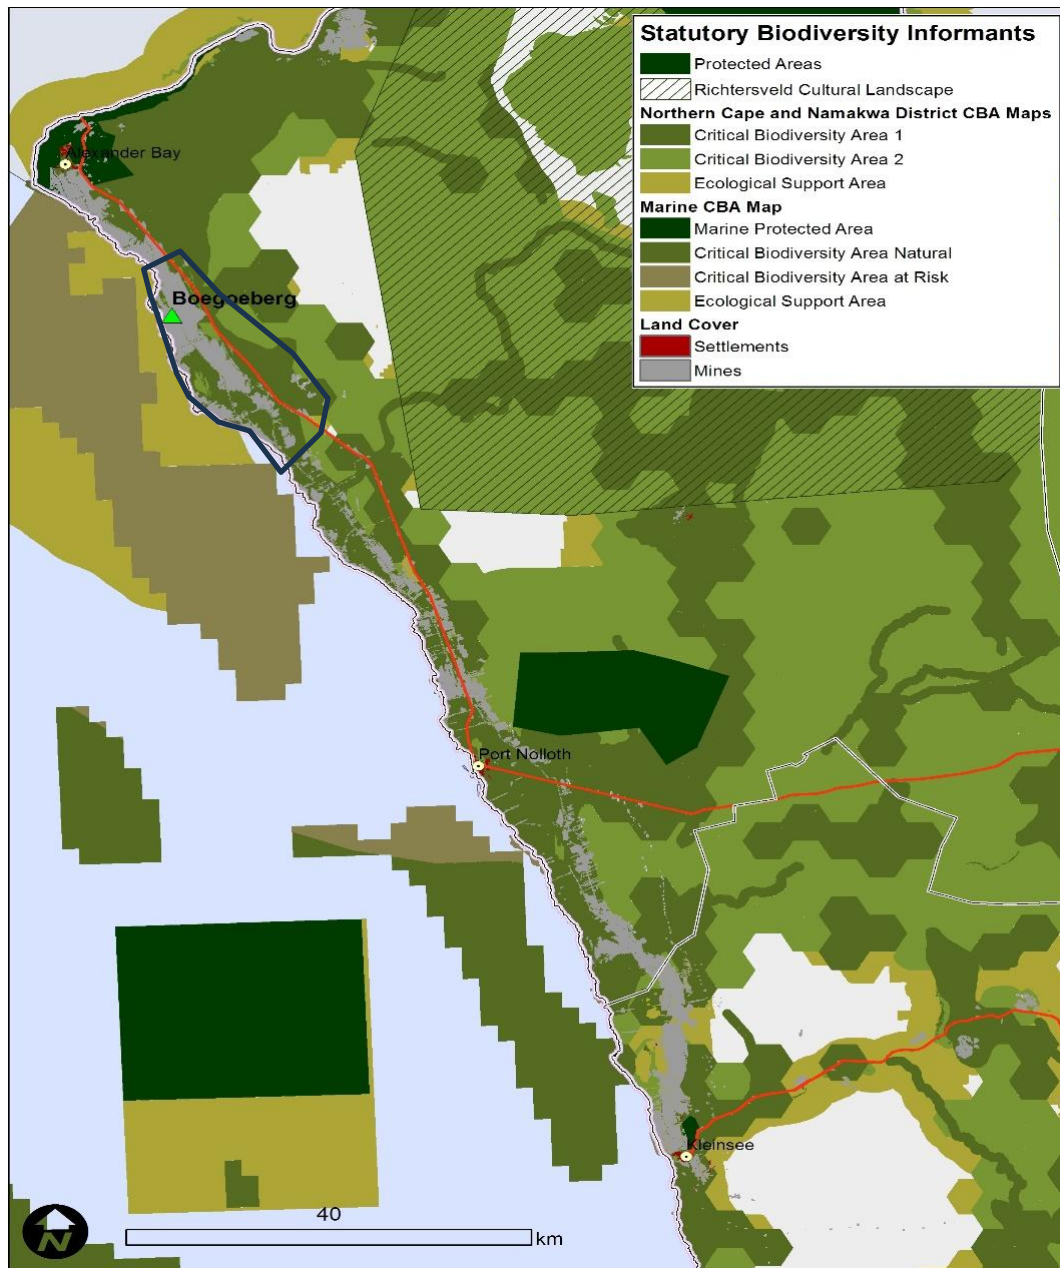 Statutory Biodiversity Informants
Protected Areas
Richtersveld Cultural Landscape
Northern Cape and Namakwa District CBA Maps
Critical Biodiversity Area 1
Critical Biodiversity Area 2
Ecological Support Area
Marine CBA Map
Marine Protected Area
Critical Biodiversity Area Natural
Critical Biodiversity Area at Risk
Ecological Support Area
Land Cover
Settlements
Mines
Alexander Bay
Boegoeberg
Port Nolloth
Kleinsee
N
40
km